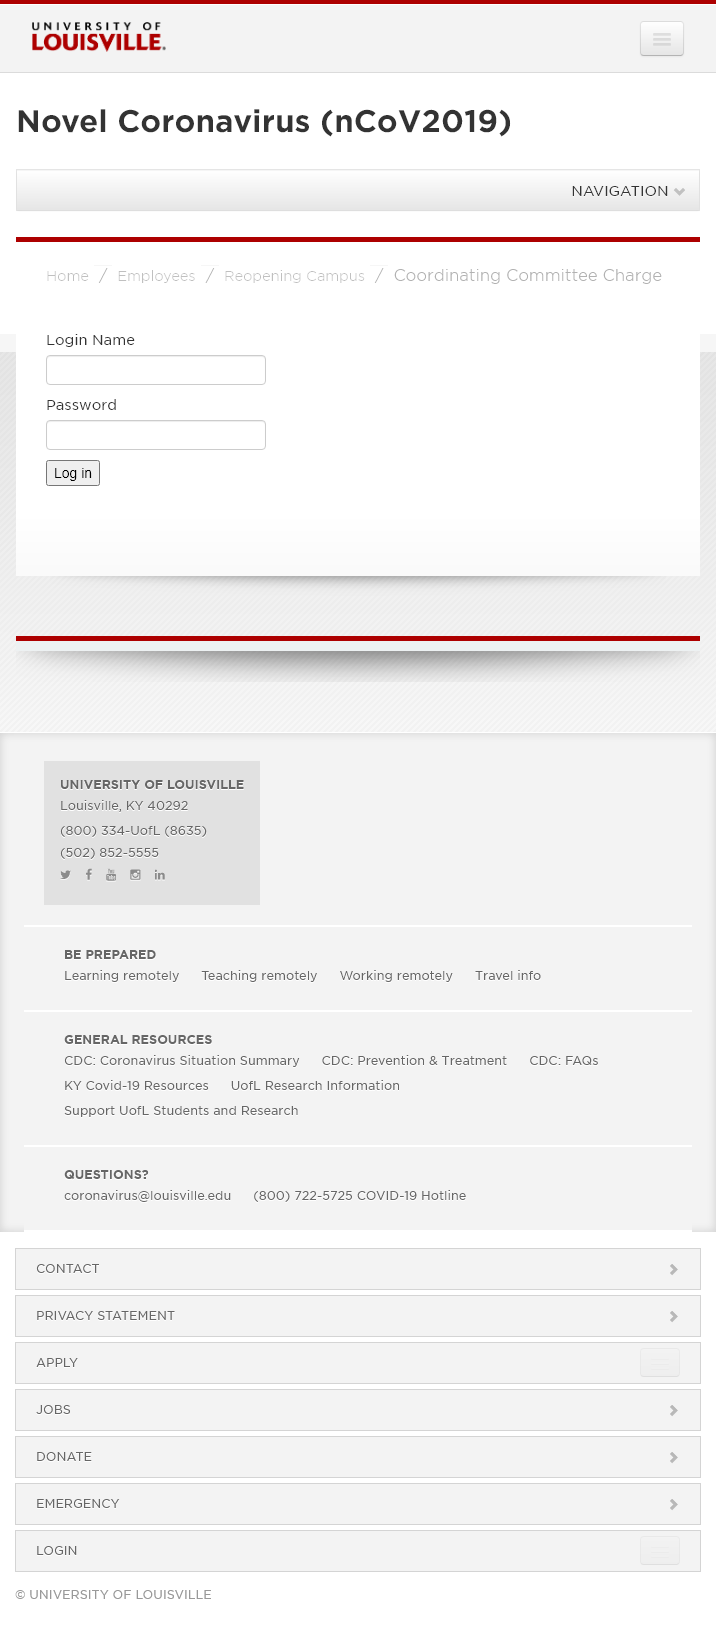 UNIVERSITY OF
LOUISVILLE.
Novel Coronavirus (nCoV2019)
NAVIGATION
Home / Employees / Reopening Campus / Coordinating Committee Charge
Login Name
Password
Log in
UNIVERSITY OF LOUISVILLE
Louisville, KY 40292
(800) 334-UofL (8635)
(502) 852-5555
BE PREPARED
Learning remotely Teaching remotely Working remotely Travel info
GENERAL RESOURCES
CDC: Coronavirus Situation Summary CDC: Prevention & Treatment CDC: FAQs
KY Covid-19 Resources UofL Research Information
Support UofL Students and Research
QUESTIONS?
coronavirus@louisville.edu (800) 722-5725 COVID-19 Hotline
CONTACT
PRIVACY STATEMENT
APPLY
JOBS
DONATE
EMERGENCY
LOGIN
© UNIVERSITY OF LOUISVILLE